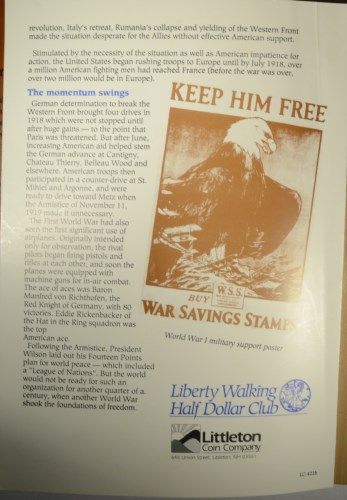 revolution, Italy's retreat, Rumania's collapse and yielding of the Western Front
made the situation desperate for the Allies without effective American support.
Stimulated by the necessity of the situation as well as American impatience for
action, the United States began rushing troops to Europe until by July 1918, over
a million American fighting men had reached France (before the war was over,
over two million would be in Europe).
The momentum swings
German determination to break the
Western Front brought four drives in
1918 which were not stopped until
after huge gains — to the point that
Paris was threatened. But after June,
increasing American aid helped stem
the German advance at Cantigny,
Chateau Thierry, Belleau Wood and
elsewhere. American troops then
participated in a counter-drive at St.
Mihiel and Argonne, and were
ready to drive toward Metz when
the Armistice of November 11,
1919 made it unnecessary.
The First World War had also
seen the first significant use of
airplanes. Originally intended
only for observation, the rival
pilots began firing pistols and
rifles at each other, and soon the
planes were equipped with
machine guns for in-air combat.
The ace of aces was Baron
Manfred von Richthofen, the
Red Knight of Germany, with 80
victories. Eddie Rickenbacker of
the Hat in the Ring squadron was
the top
American ace.
Following the Armistice, President
Wilson laid out his Fourteen Points
plan for world peace — which included
a "League of Nations". But the world
would not be ready for such an
organization for another quarter of a
century, when another World War
shook the foundations of freedom.
KEEP HIM FREE
BUY
W.S.S.
WAR SAVINGS STAMPS
World War I military support poster
Liberty Walking
Half Dollar Club
Littleton
Coin Company
646 Union Street, Littleton, NH 03561
LC-4226